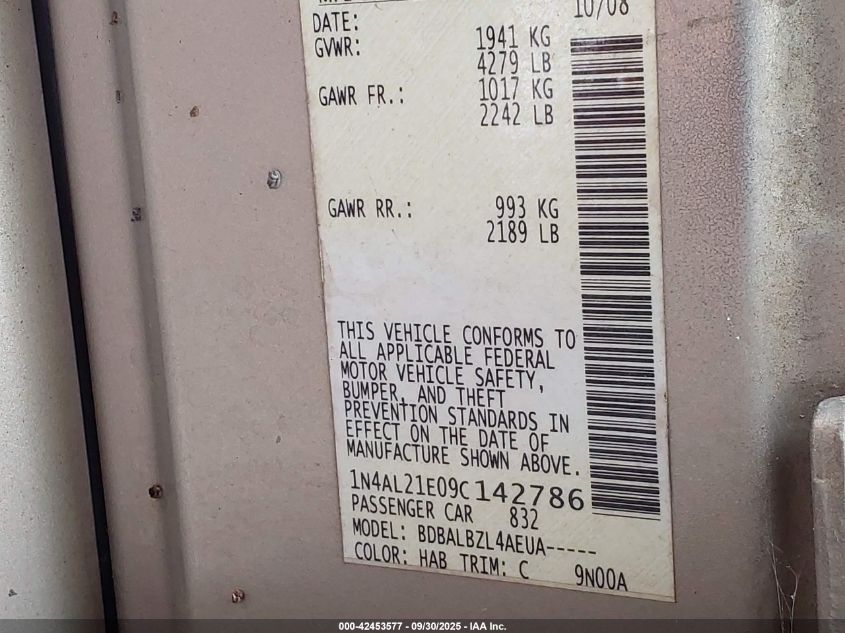 10/08
DATE:
GVWR: 1941 KG
4279 LB
GAWR FR.: 1017 KG
2242 LB
GAWR RR.: 993 KG
2189 LB
THIS VEHICLE CONFORMS TO
ALL APPLICABLE FEDERAL
MOTOR VEHICLE SAFETY,
BUMPER, AND THEFT
PREVENTION STANDARDS IN
EFFECT ON THE DATE OF
MANUFACTURE SHOWN ABOVE.
1N4AL21E09C142786
PASSENGER CAR 832
MODEL: BDBALBZL4AEUA-----
COLOR: HAB TRIM: C 9N00A
000-42453577 - 09/30/2025 - IAA Inc.